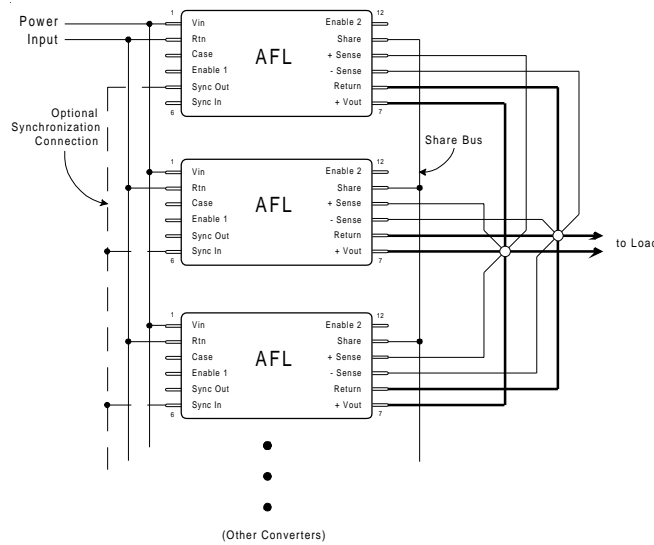 Power
Input
1
12
Vin
Enable 2
Rtn
Share
Case
AFL
+ Sense
Enable 1
- Sense
Sync Out
Return
Sync In
+ Vout
6
7
Optional
Synchronization
Connection
Share Bus
1
12
Vin
Enable 2
Rtn
Share
Case
AFL
+ Sense
Enable 1
- Sense
Sync Out
Return
Sync In
+ Vout
6
7
to Load
1
12
Vin
Enable 2
Rtn
Share
Case
AFL
+ Sense
Enable 1
- Sense
Sync Out
Return
Sync In
+ Vout
6
7
(Other Converters)